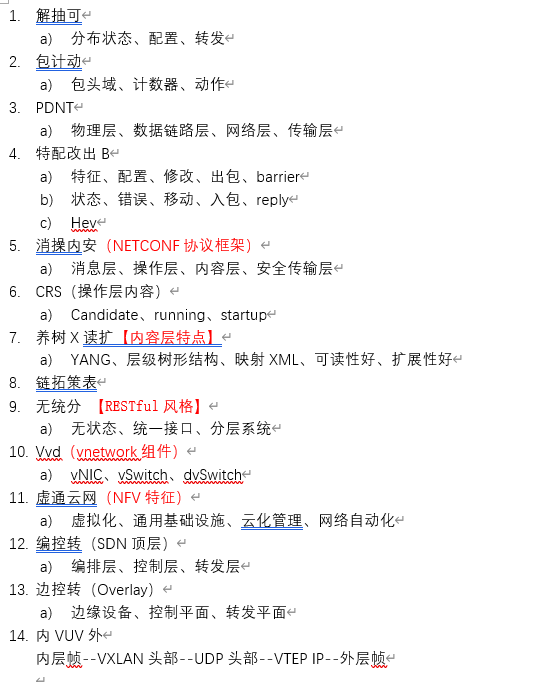 1. 解抽可
a) 分布状态、配置、转发
2. 包计动
a) 包头域、计数器、动作
3. PDNT
a) 物理层、数据链路层、网络层、传输层
4. 特配改出 B
a) 特征、配置、修改、出包、barrier
b) 状态、错误、移动、入包、reply
c) Hev
5. 消操内安（NETCONF 协议框架）
a) 消息层、操作层、内容层、安全传输层
6. CRS（操作层内容）
a) Candidate、running、startup
7. 养树 X 读扩【内容层特点】
a) YANG、层级树形结构、映射 XML、可读性好、扩展性好
8. 链拓策表
9. 无统分 【RESTful 风格】
a) 无状态、统一接口、分层系统
10. Vvd（vnetwork 组件）
a) vNIC、vSwitch、dvSwitch
11. 虚通云网（NFV 特征）
a) 虚拟化、通用基础设施、云化管理、网络自动化
12. 编控转（SDN 顶层）
a) 编排层、控制层、转发层
13. 边控转（Overlay）
a) 边缘设备、控制平面、转发平面
14. 内 VUV 外
内层帧--VXLAN 头部--UDP 头部--VTEP IP--外层帧